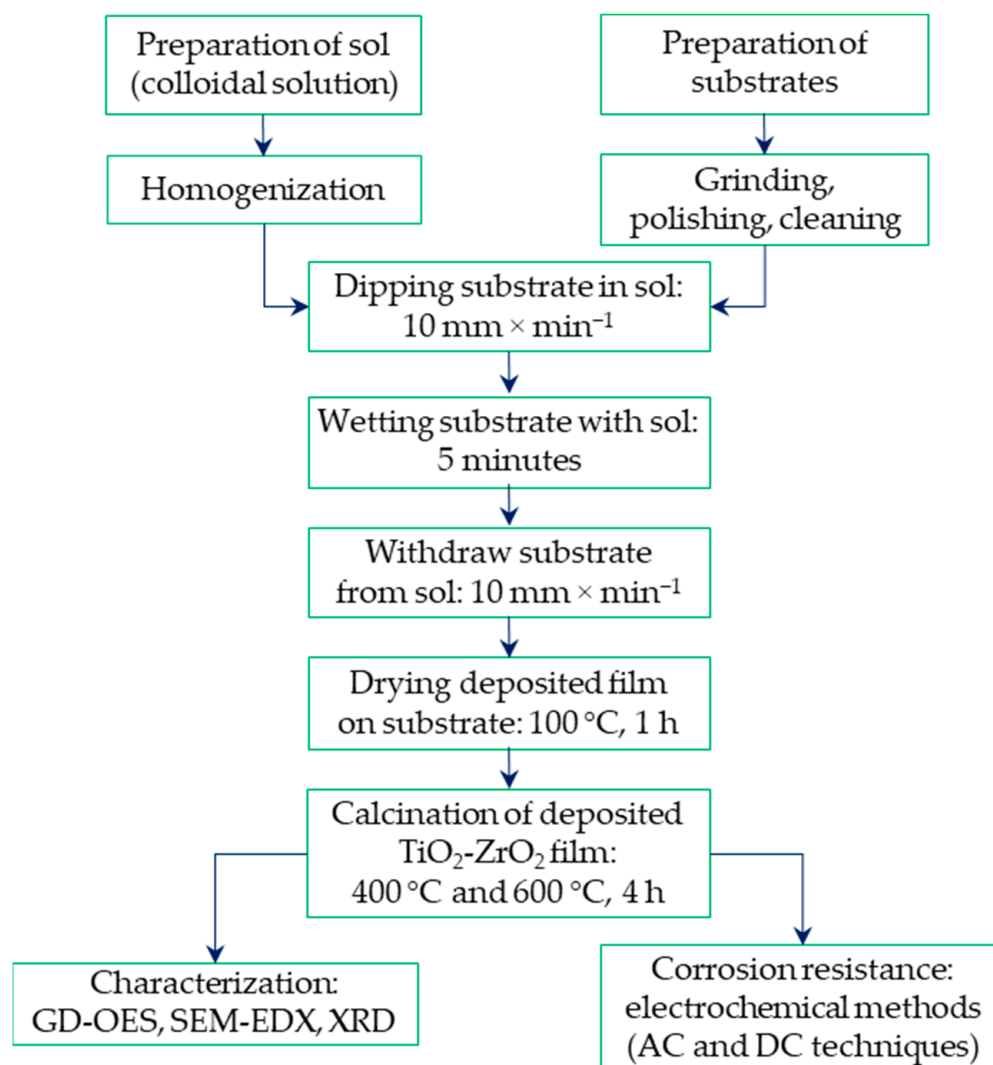 Preparation of sol
(colloidal solution)
Preparation of
substrates
Homogenization
Grinding,
polishing, cleaning
Dipping substrate in sol:
10 mm × min⁻¹
Wetting substrate with sol:
5 minutes
Withdraw substrate
from sol: 10 mm × min⁻¹
Drying deposited film
on substrate: 100 °C, 1 h
Calcination of deposited
TiO₂-ZrO₂ film:
400 °C and 600 °C, 4 h
Characterization:
GD-OES, SEM-EDX, XRD
Corrosion resistance:
electrochemical methods
(AC and DC techniques)